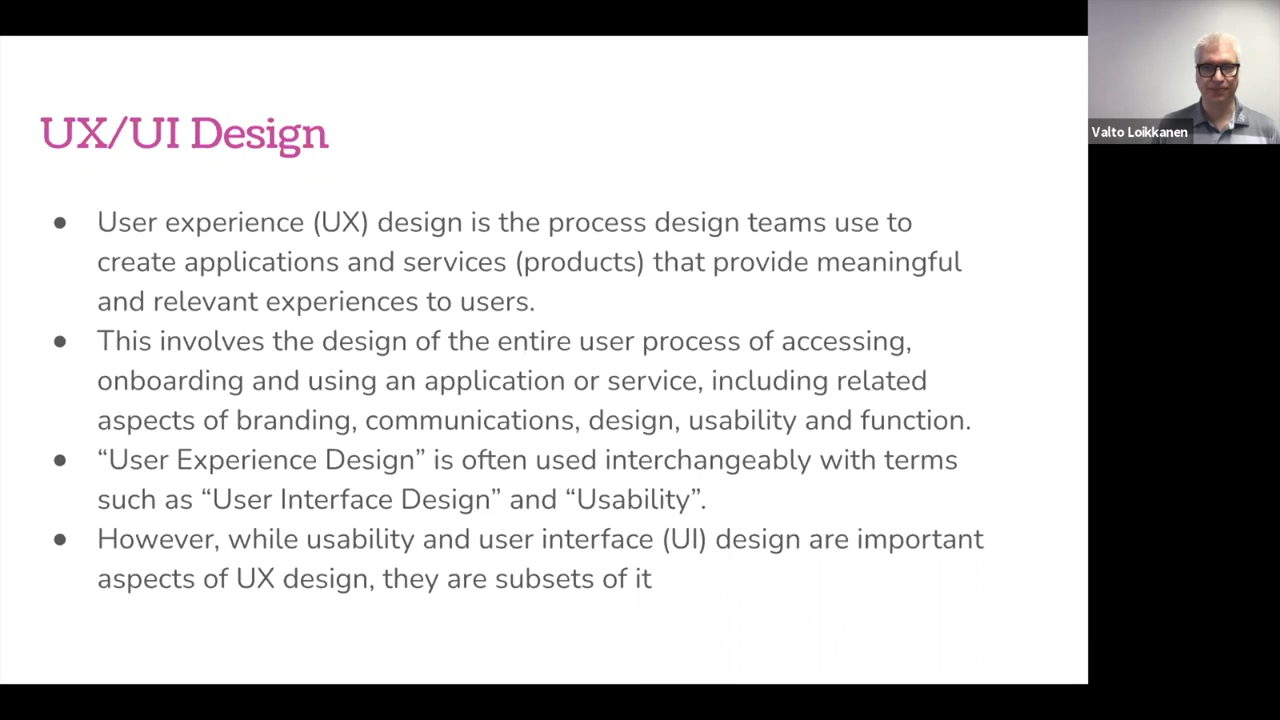 UX/UI Design
● User experience (UX) design is the process design teams use to
create applications and services (products) that provide meaningful
and relevant experiences to users.
● This involves the design of the entire user process of accessing,
onboarding and using an application or service, including related
aspects of branding, communications, design, usability and function.
● “User Experience Design” is often used interchangeably with terms
such as “User Interface Design” and “Usability”.
● However, while usability and user interface (UI) design are important
aspects of UX design, they are subsets of it
Valto Loikkanen